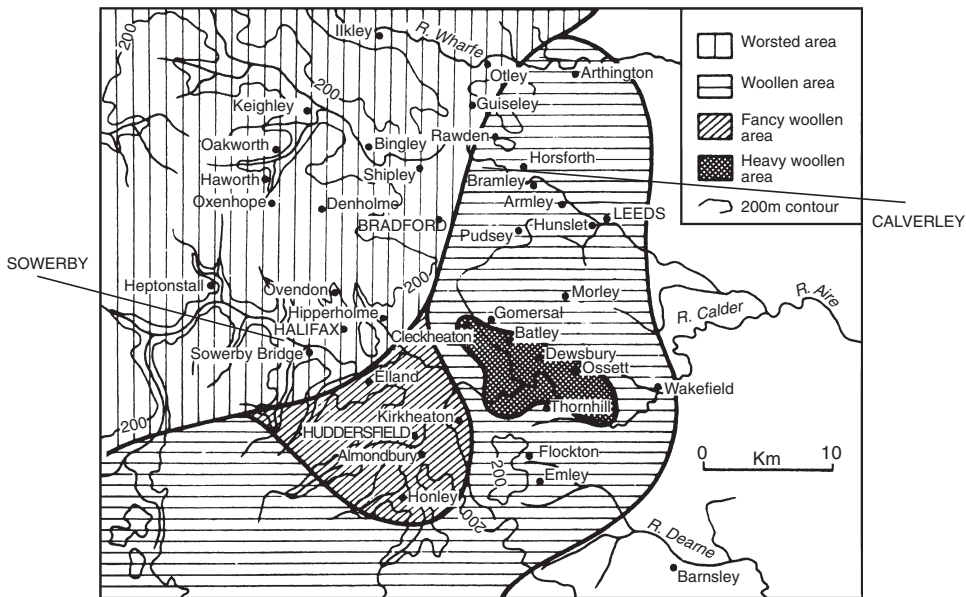 200
Ilkley
R. Wharfe
Otley
Arthington
200
Keighley
Guiseley
Rawden
Oakworth
Bingley
Horsforth
Haworth
Shipley
Bramley
Oxenhope
Denholme
Armley
BRADFORD
Hunslet
LEEDS
Pudsey
Worsted area
Woollen area
Fancy woollen
area
Heavy woollen
area
200m contour
CALVERLEY
SOWERBY
Heptonstall
Ovendon
200
Morley
R. Calder
R. Aire
Hipperholme
HALIFAX
Gomersal
Cleckheaton
Batley
Sowerby Bridge
Dewsbury
Ossett
Elland
Wakefield
Thornhill
Kirkheaton
200
HUDDERSFIELD
Almondbury
Flockton
200
Emley
0
10
Km
Honley
200
R. Dearne
Barnsley